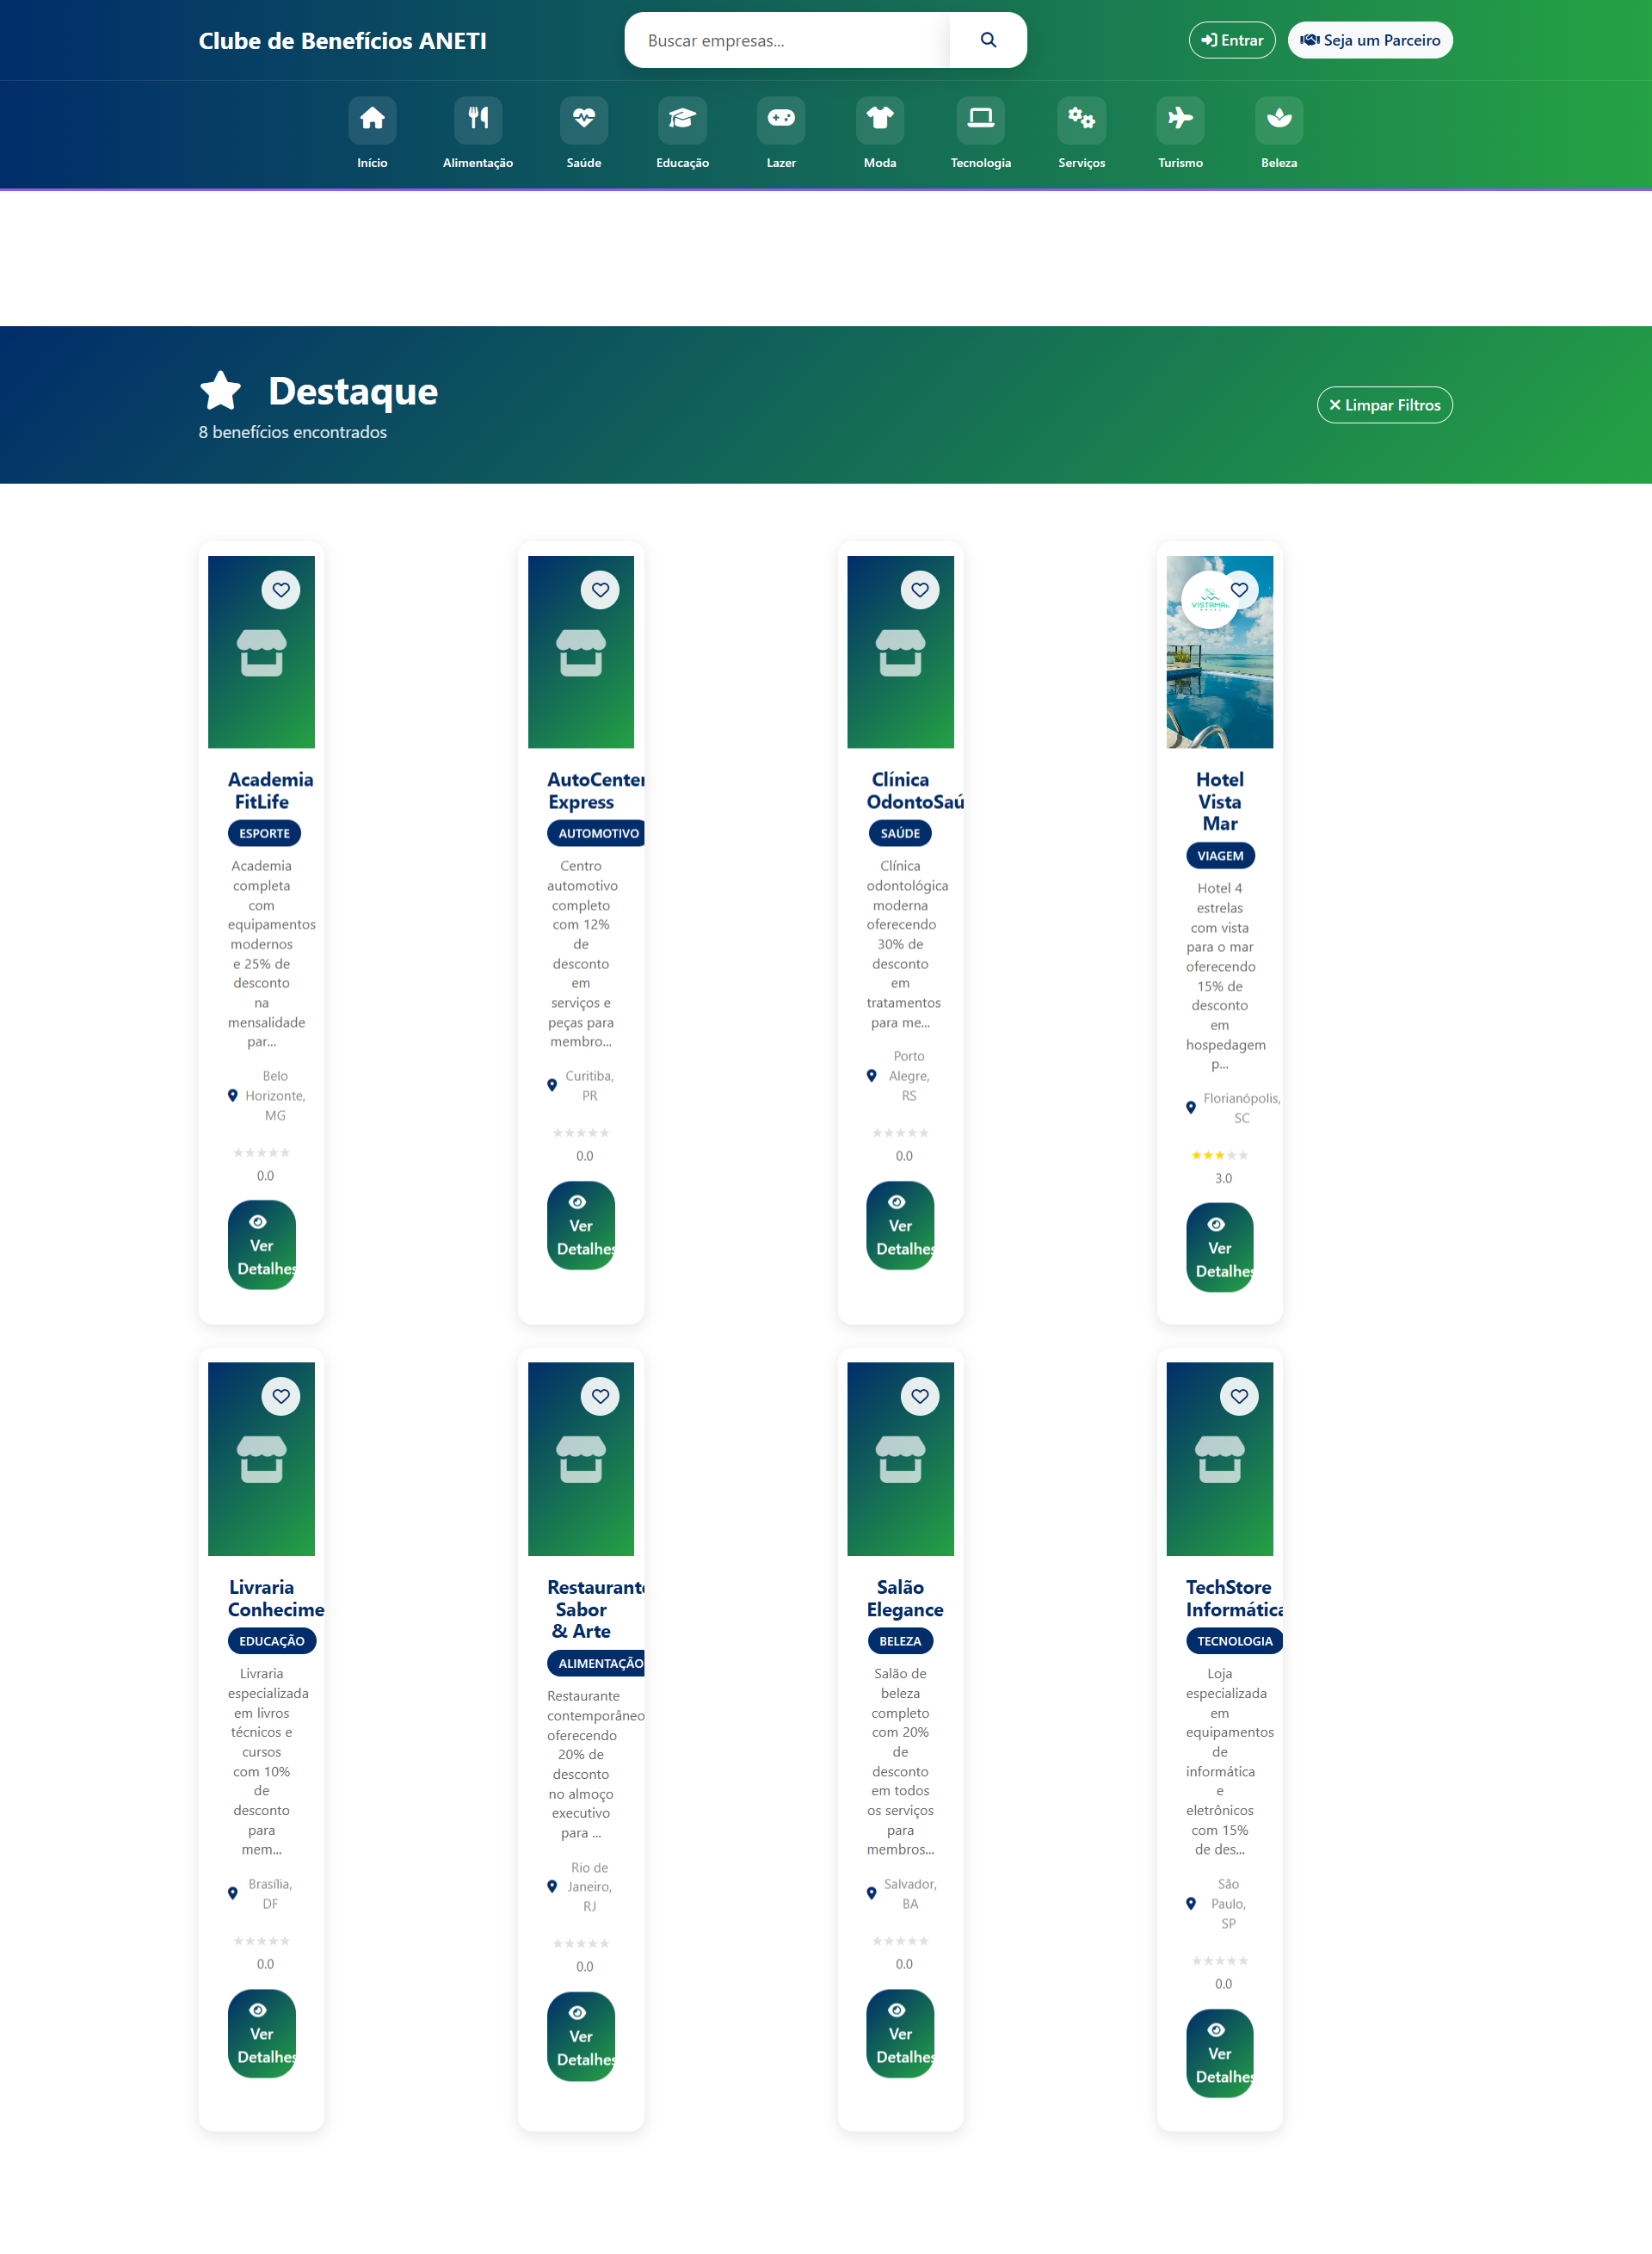 Clube de Benefícios ANETI
Buscar empresas...
Entrar
Seja um Parceiro
Início
Alimentação
Saúde
Educação
Lazer
Moda
Tecnologia
Serviços
Turismo
Beleza
Destaque
8 benefícios encontrados
Limpar Filtros
Academia
FitLife
ESPORTE
Academia
completa
com
equipamentos
modernos
e 25% de
desconto
na
mensalidade
par...
Belo
Horizonte,
MG
0.0
Ver
Detalhes
AutoCenter
Express
AUTOMOTIVO
Centro
automotivo
completo
com 12%
de
desconto
em
serviços e
peças para
membro...
Curitiba,
PR
0.0
Ver
Detalhes
Clínica
OdontoSaú
SAÚDE
Clínica
odontológica
moderna
oferecendo
30% de
desconto
em
tratamentos
para me...
Porto
Alegre,
RS
0.0
Ver
Detalhes
VISTAMAR
Hotel
Vista
Mar
VIAGEM
Hotel 4
estrelas
com vista
para o mar
oferecendo
15% de
desconto
em
hospedagem
p...
Florianópolis,
SC
3.0
Ver
Detalhes
Livraria
Conhecime
EDUCAÇÃO
Livraria
especializada
em livros
técnicos e
cursos
com 10%
de
desconto
para
mem...
Brasília,
DF
0.0
Ver
Detalhes
Restaurante
Sabor
& Arte
ALIMENTAÇÃO
Restaurante
contemporâneo
oferecendo
20% de
desconto
no almoço
executivo
para ...
Rio de
Janeiro,
RJ
0.0
Ver
Detalhes
Salão
Elegance
BELEZA
Salão de
beleza
completo
com 20%
de
desconto
em todos
os serviços
para
membros...
Salvador,
BA
0.0
Ver
Detalhes
TechStore
Informática
TECNOLOGIA
Loja
especializada
em
equipamentos
de
informática
e
eletrônicos
com 15%
de des...
São
Paulo,
SP
0.0
Ver
Detalhes